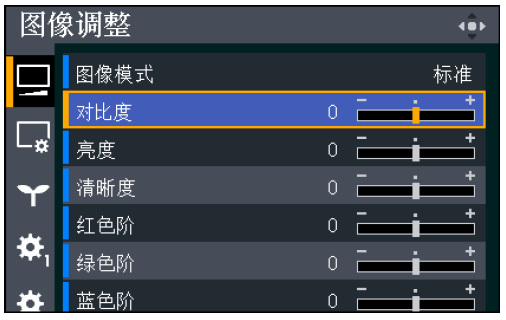 图像调整
图像模式 标准
对比度 0 - +
亮度 0 - +
清晰度 0 - +
红色阶 0 - +
1
绿色阶 0 - +
蓝色阶 0 - +